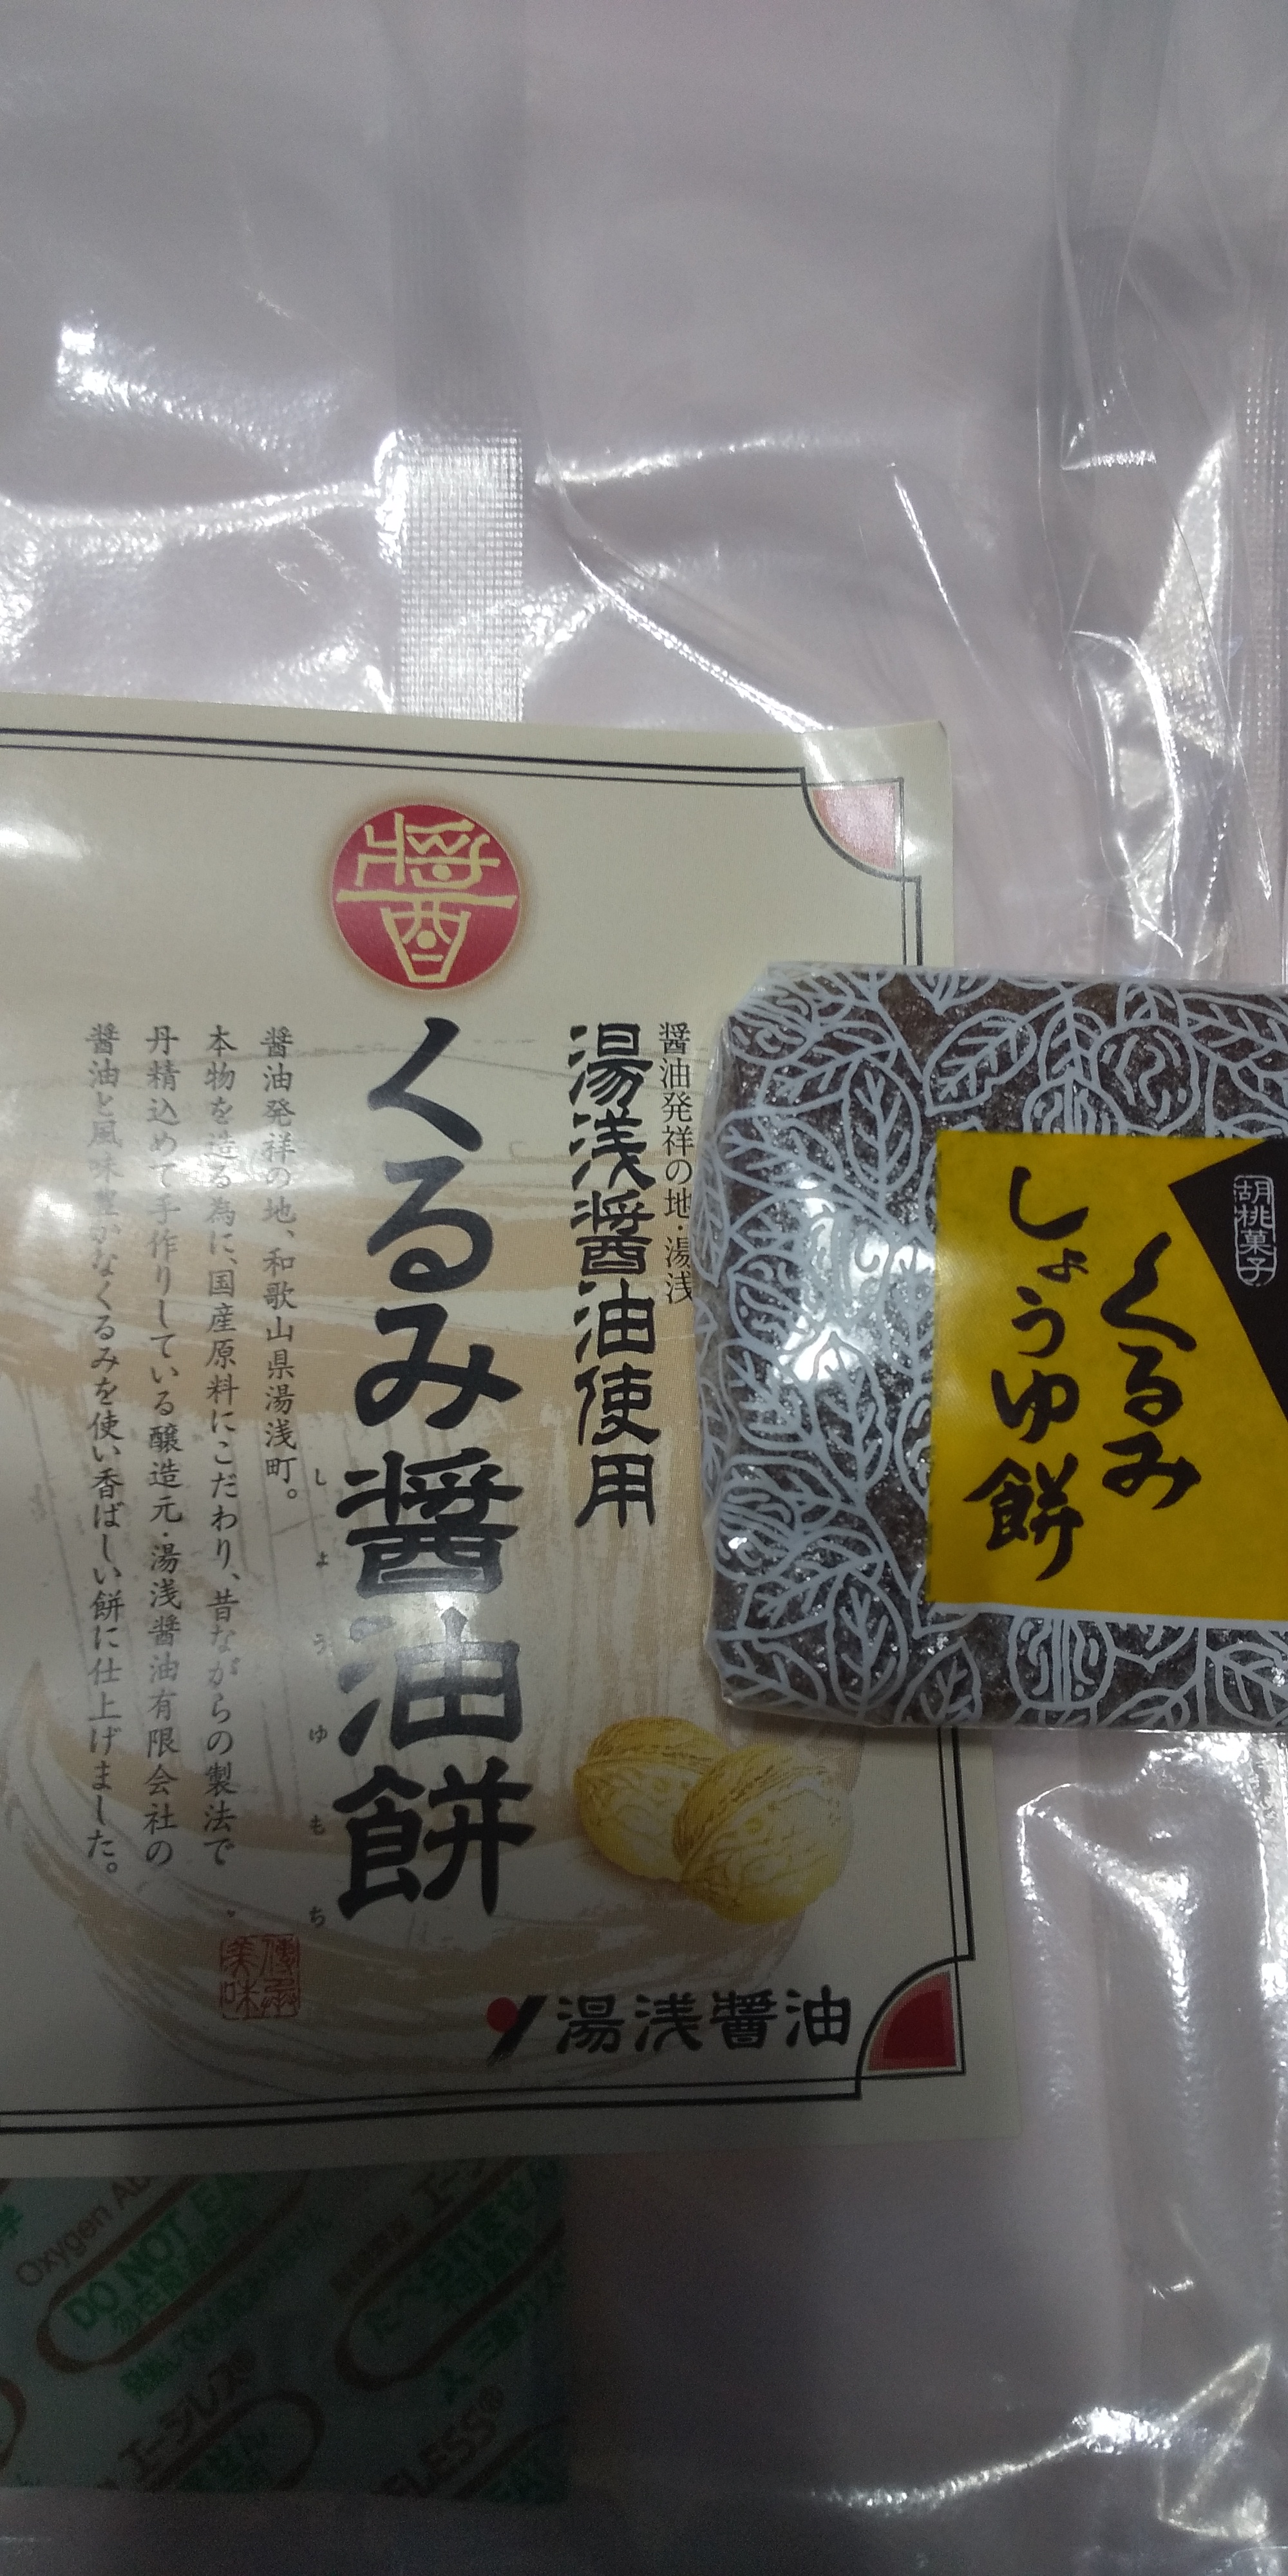 醤
醤油発祥の地・湯浅
湯浅醤油使用
くるみ醤油餅
しょうゆもち
醤油発祥の地、和歌山県湯浅町。
本物を造る為に、国産原料にこだわり、昔ながらの製法で
丹精込めて手作りしている醸造元・湯浅醤油有限会社の
醤油と風味豊かなくるみを使い香ばしい餅に仕上げました。
湯浅醤油
胡桃菓子
くるみ
しょうゆ餅
Oxygen
DO NOT EAT
エージレス®